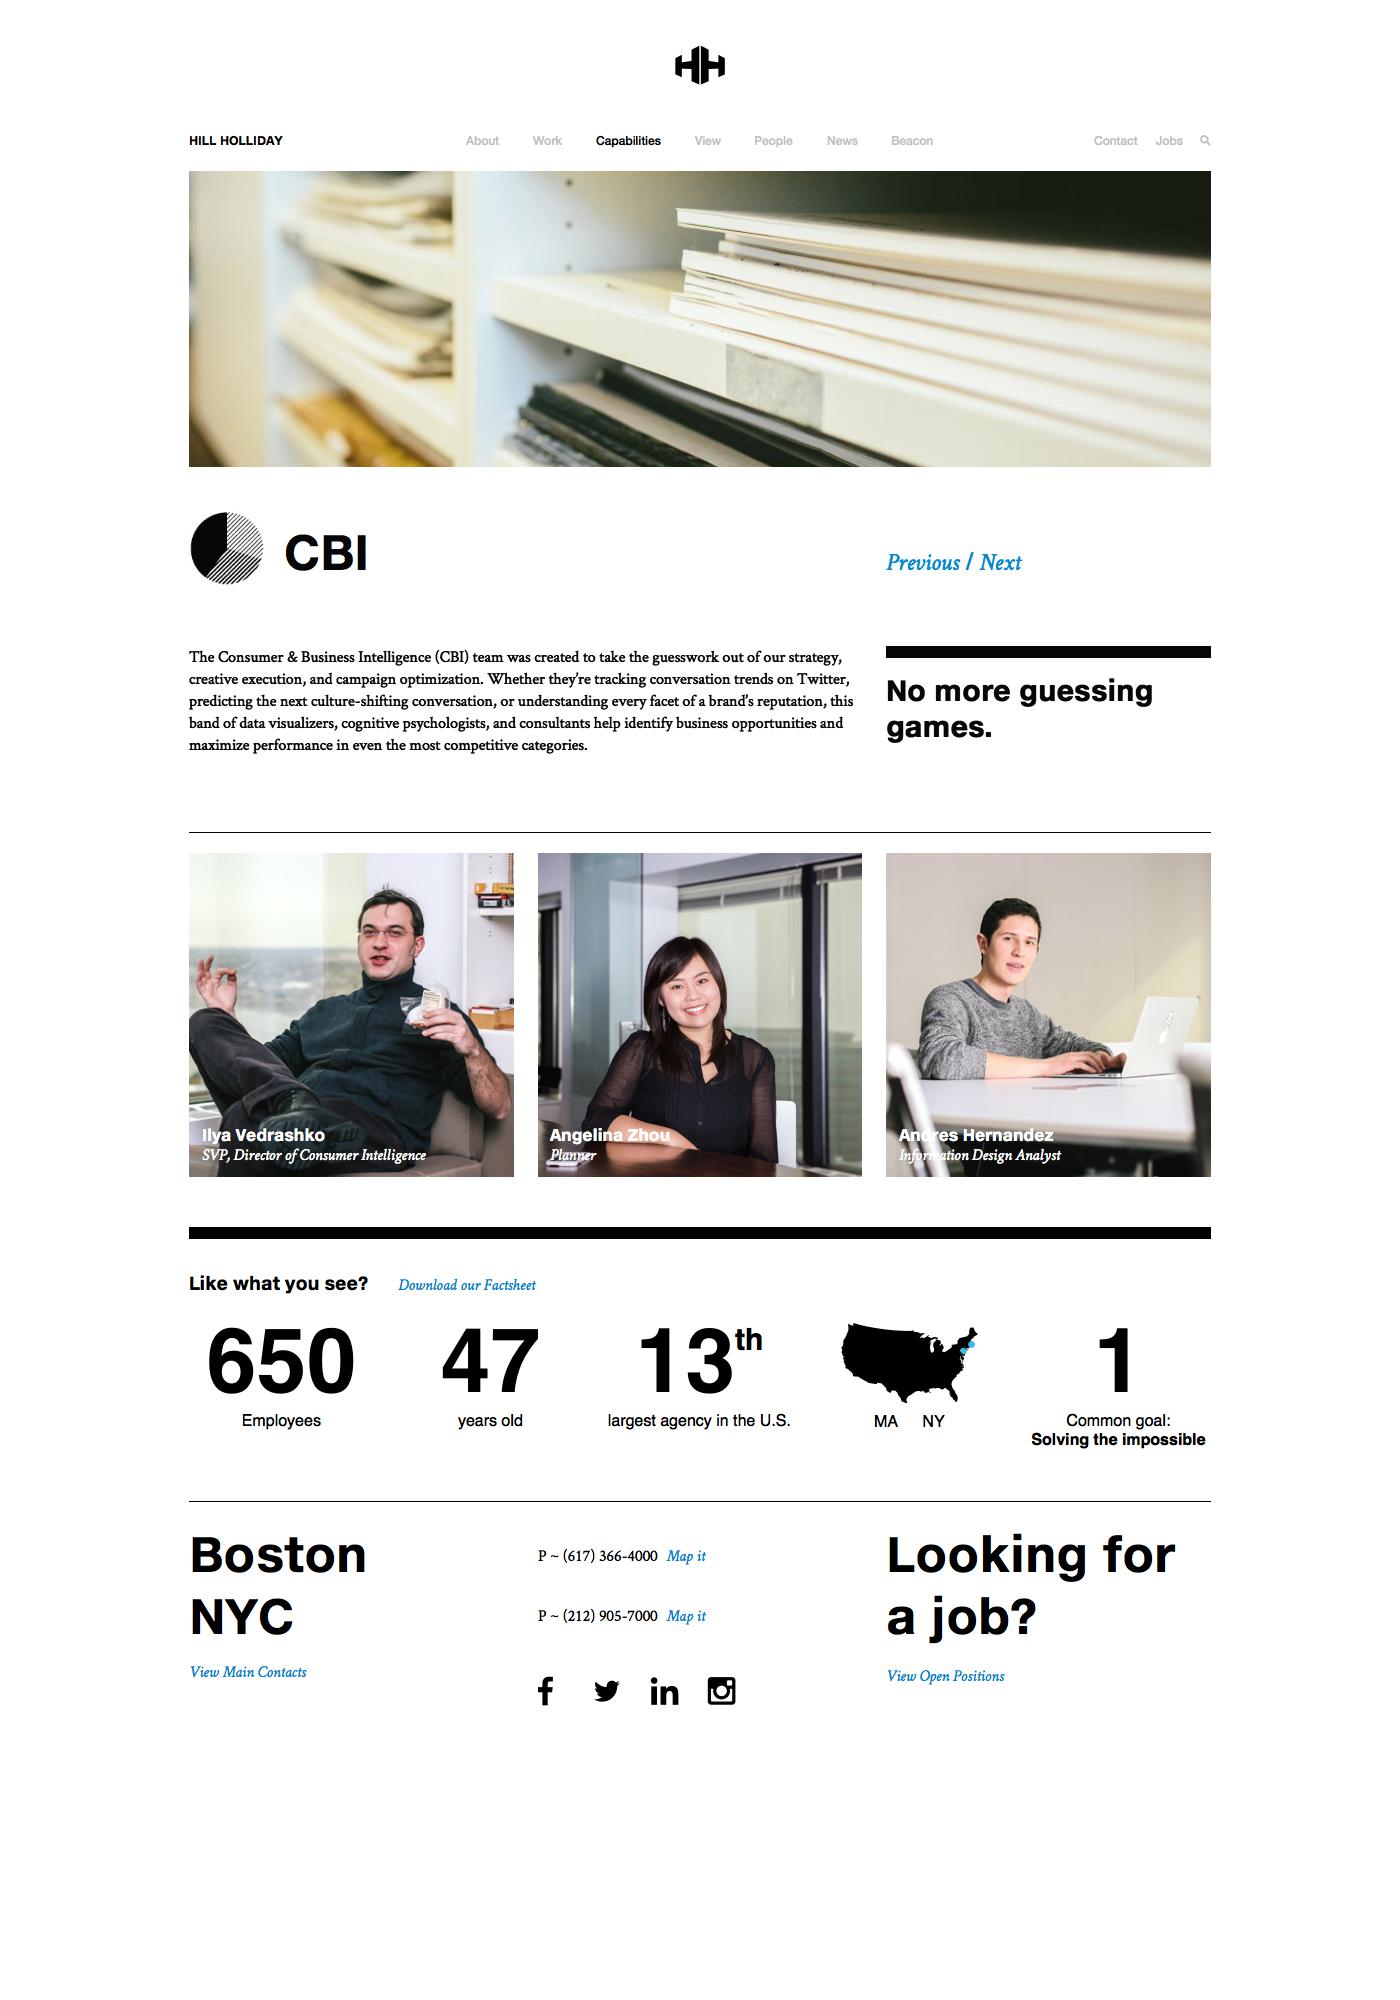 HILL HOLLIDAY
About Work Capabilities View People News Beacon
Contact Jobs
CBI
Previous / Next
The Consumer & Business Intelligence (CBI) team was created to take the guesswork out of our strategy,
creative execution, and campaign optimization. Whether they're tracking conversation trends on Twitter,
predicting the next culture-shifting conversation, or understanding every facet of a brand's reputation, this
band of data visualizers, cognitive psychologists, and consultants help identify business opportunities and
maximize performance in even the most competitive categories.
No more guessing
games.
Ilya Vedrashko
SVP, Director of Consumer Intelligence
Angelina Zhou
Planner
Andres Hernandez
Information Design Analyst
Like what you see? Download our Factsheet
650
Employees
47
years old
13th
largest agency in the U.S.
MA NY
1
Common goal:
Solving the impossible
Boston
NYC
View Main Contacts
P ~ (617) 366-4000 Map it
P ~ (212) 905-7000 Map it
Looking for
a job?
View Open Positions